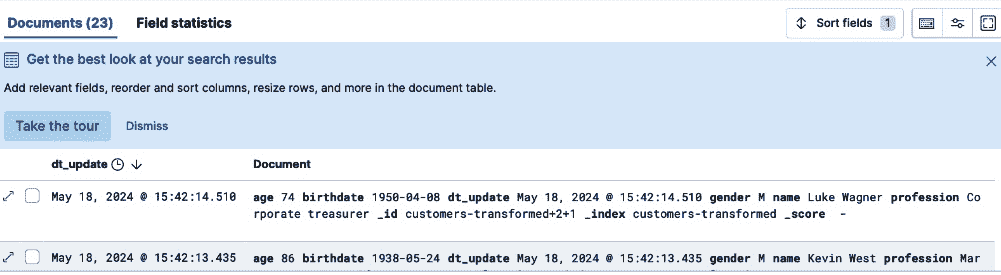 Documents (23) Field statistics Sort fields 1
Get the best look at your search results
Add relevant fields, reorder and sort columns, resize rows, and more in the document table.
Take the tour Dismiss
dt_update Document
May 18, 2024 @ 15:42:14.510 age 74 birthdate 1950-04-08 dt_update May 18, 2024 @ 15:42:14.510 gender M name Luke Wagner profession Co
rporate treasurer _id customers-transformed+2+1 _index customers-transformed _score -
May 18, 2024 @ 15:42:13.435 age 86 birthdate 1938-05-24 dt_update May 18, 2024 @ 15:42:13.435 gender M name Kevin West profession Mar